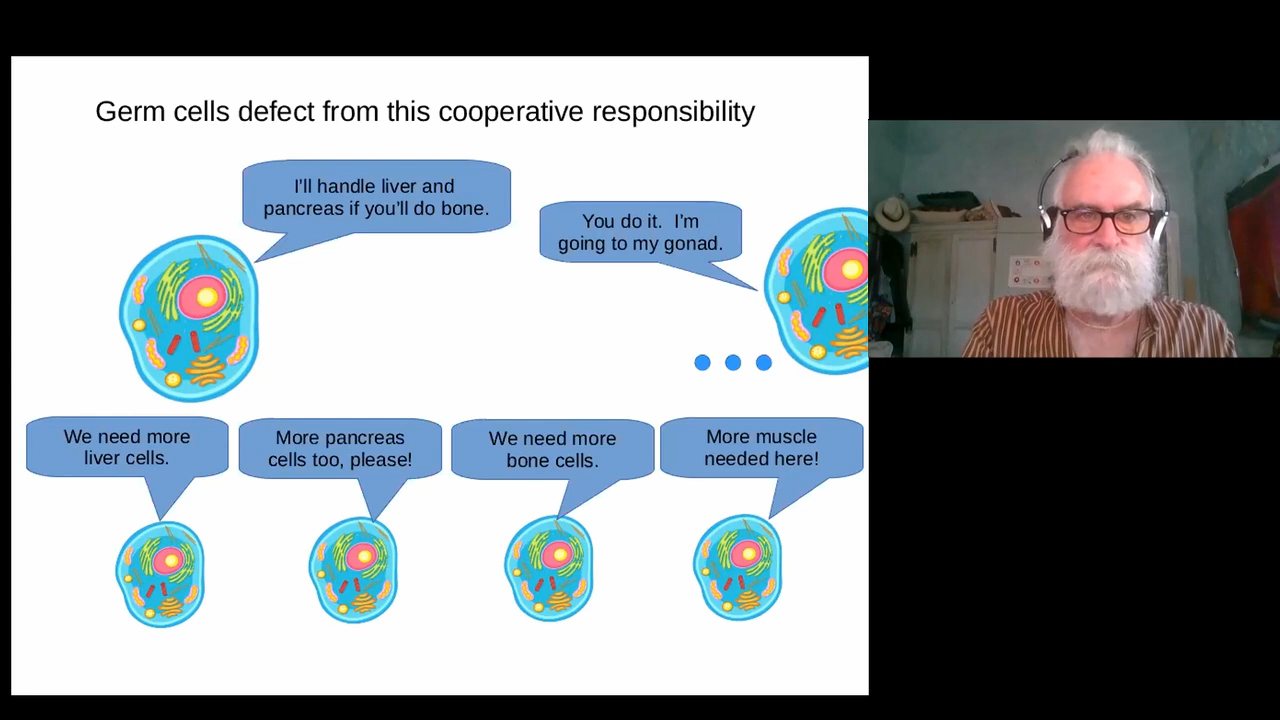 Germ cells defect from this cooperative responsibility
I'll handle liver and
pancreas if you'll do bone.
You do it.  I'm
going to my gonad.
We need more
liver cells.
More pancreas
cells too, please!
We need more
bone cells.
More muscle
needed here!